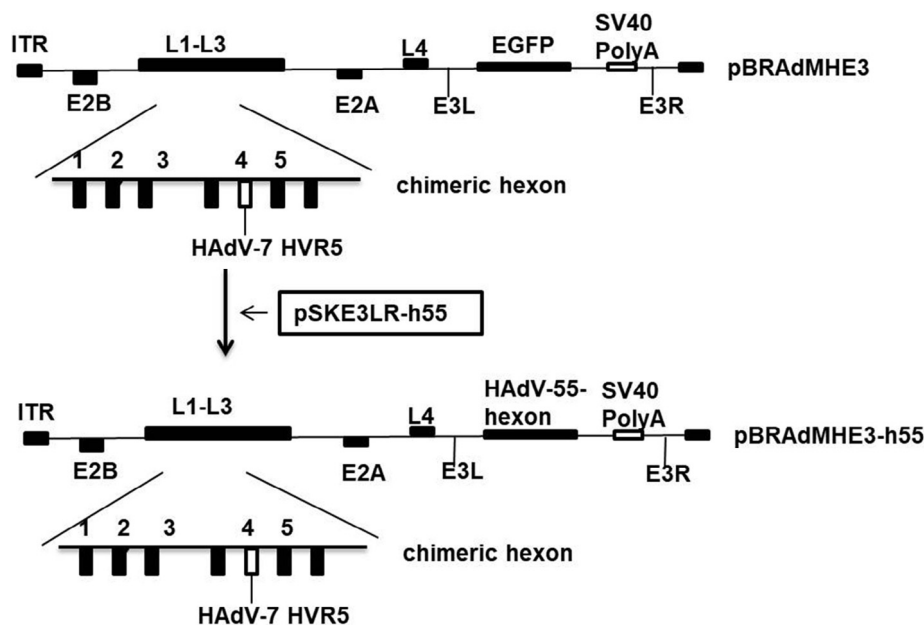 ITR
L1-L3
L4
EGFP
SV40
PolyA
pBRAdMHE3
E2B
E2A
E3L
E3R
1 2 3 4 5
chimeric hexon
HAdV-7 HVR5
pSKE3LR-h55
ITR
L1-L3
L4
HAdV-55-
hexon
SV40
PolyA
pBRAdMHE3-h55
E2B
E2A
E3L
E3R
1 2 3 4 5
chimeric hexon
HAdV-7 HVR5